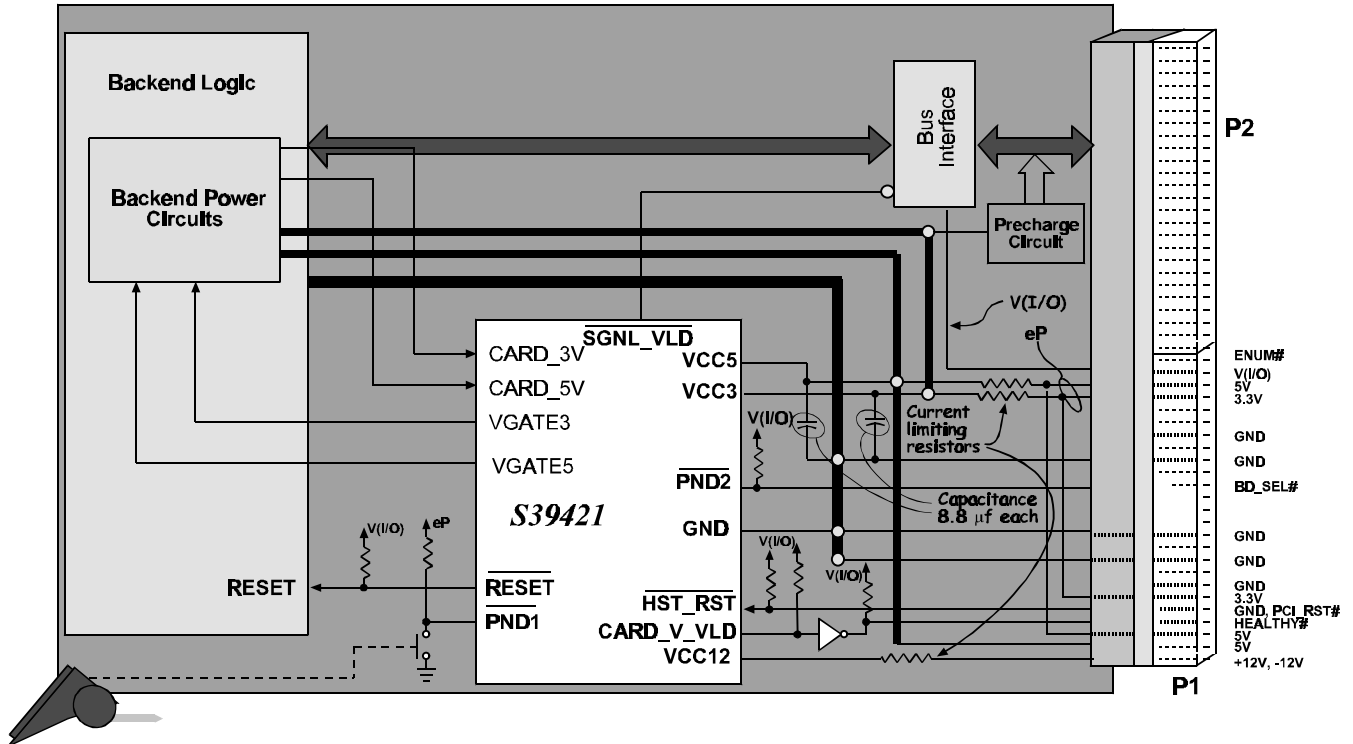 Backend Logic
Backend Power
Circuits
Bus
Interface
P2
Precharge
Circuit
V(I/O)
eP
SGNL_VLD
CARD_3V
CARD_5V
VGATE3
VGATE5
S39421
VCC5
VCC3
PND2
GND
HST_RST
CARD_V_VLD
VCC12
RESET
PND1
RESET
V(I/O)
eP
V(I/O)
V(I/O)
V(I/O)
Current
limiting
resistors
Capacitance
8.8 µf each
ENUM#
V(I/O)
5V
3.3V
GND
GND
BD_SEL#
GND
GND
GND
3.3V
GND, PCI_RST#
HEALTHY#
5V
5V
+12V, -12V
P1